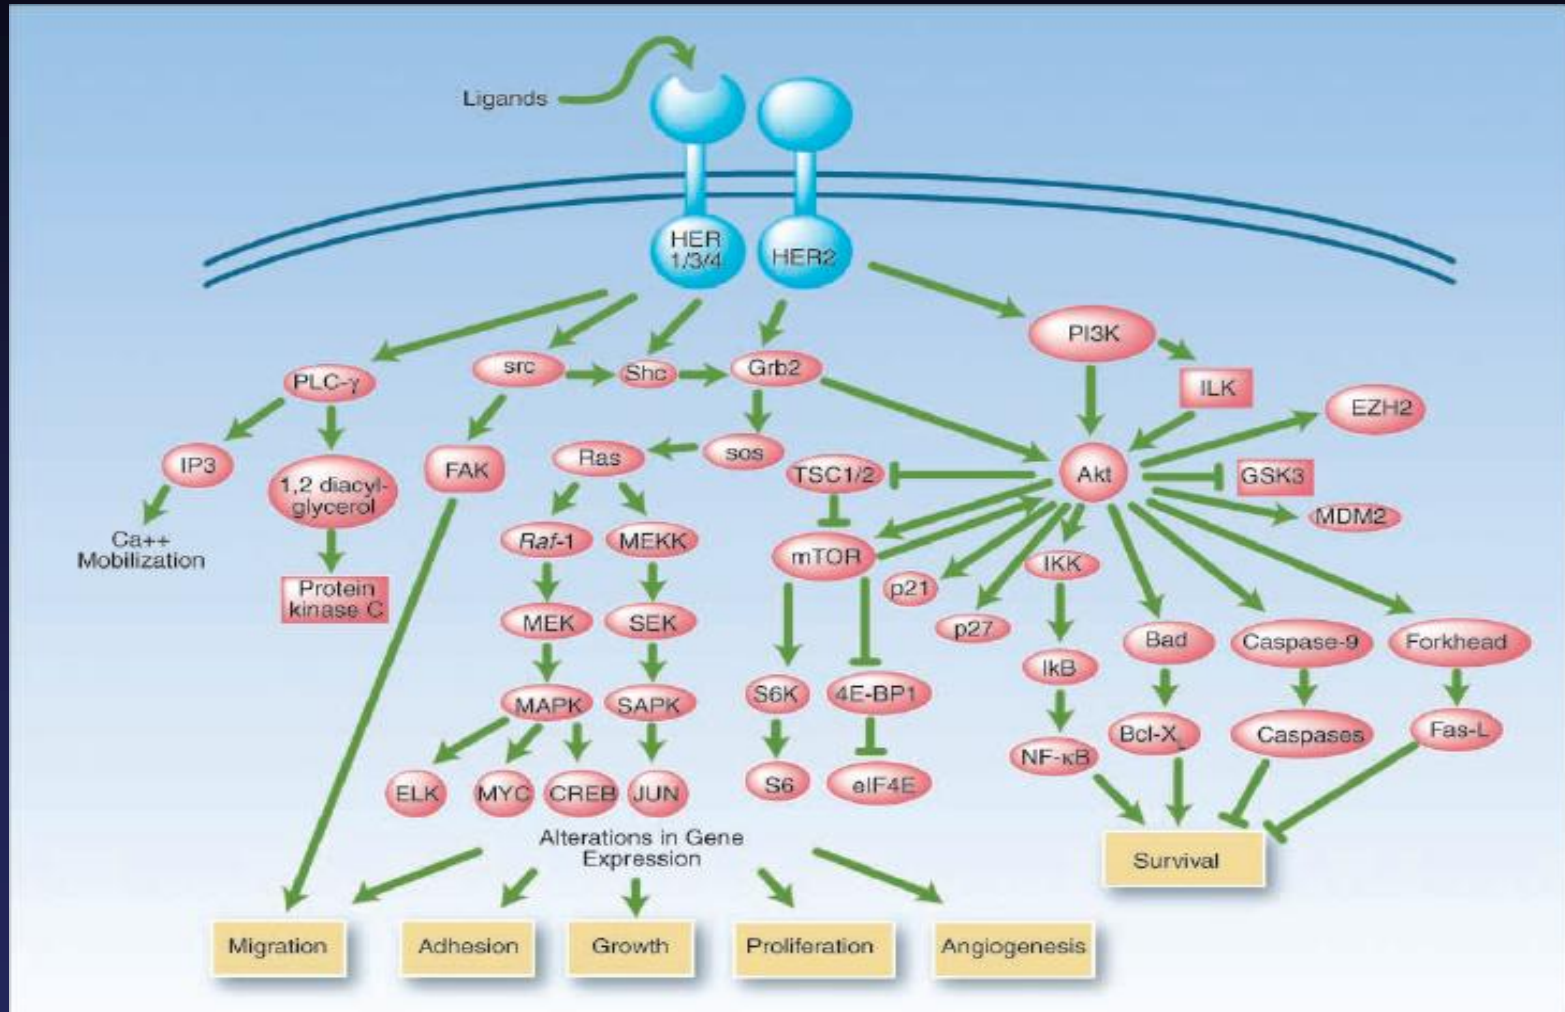 Ligands
HER
1/3/4
HER2
PI3K
PLC-γ
src
Shc
Grb2
ILK
EZH2
IP3
1,2 diacyl-
glycerol
FAK
Ras
sos
TSC1/2
Akt
GSK3
MDM2
Ca++
Mobilization
Raf-1
MEKK
mTOR
IKK
p21
Protein
kinase C
MEK
SEK
p27
Bad
Caspase-9
Forkhead
IkB
MAPK
SAPK
S6K
4E-BP1
Bcl-XL
Caspases
Fas-L
NF-κB
ELK
MYC
CREB
JUN
S6
eIF4E
Alterations in Gene
Expression
Survival
Migration
Adhesion
Growth
Proliferation
Angiogenesis